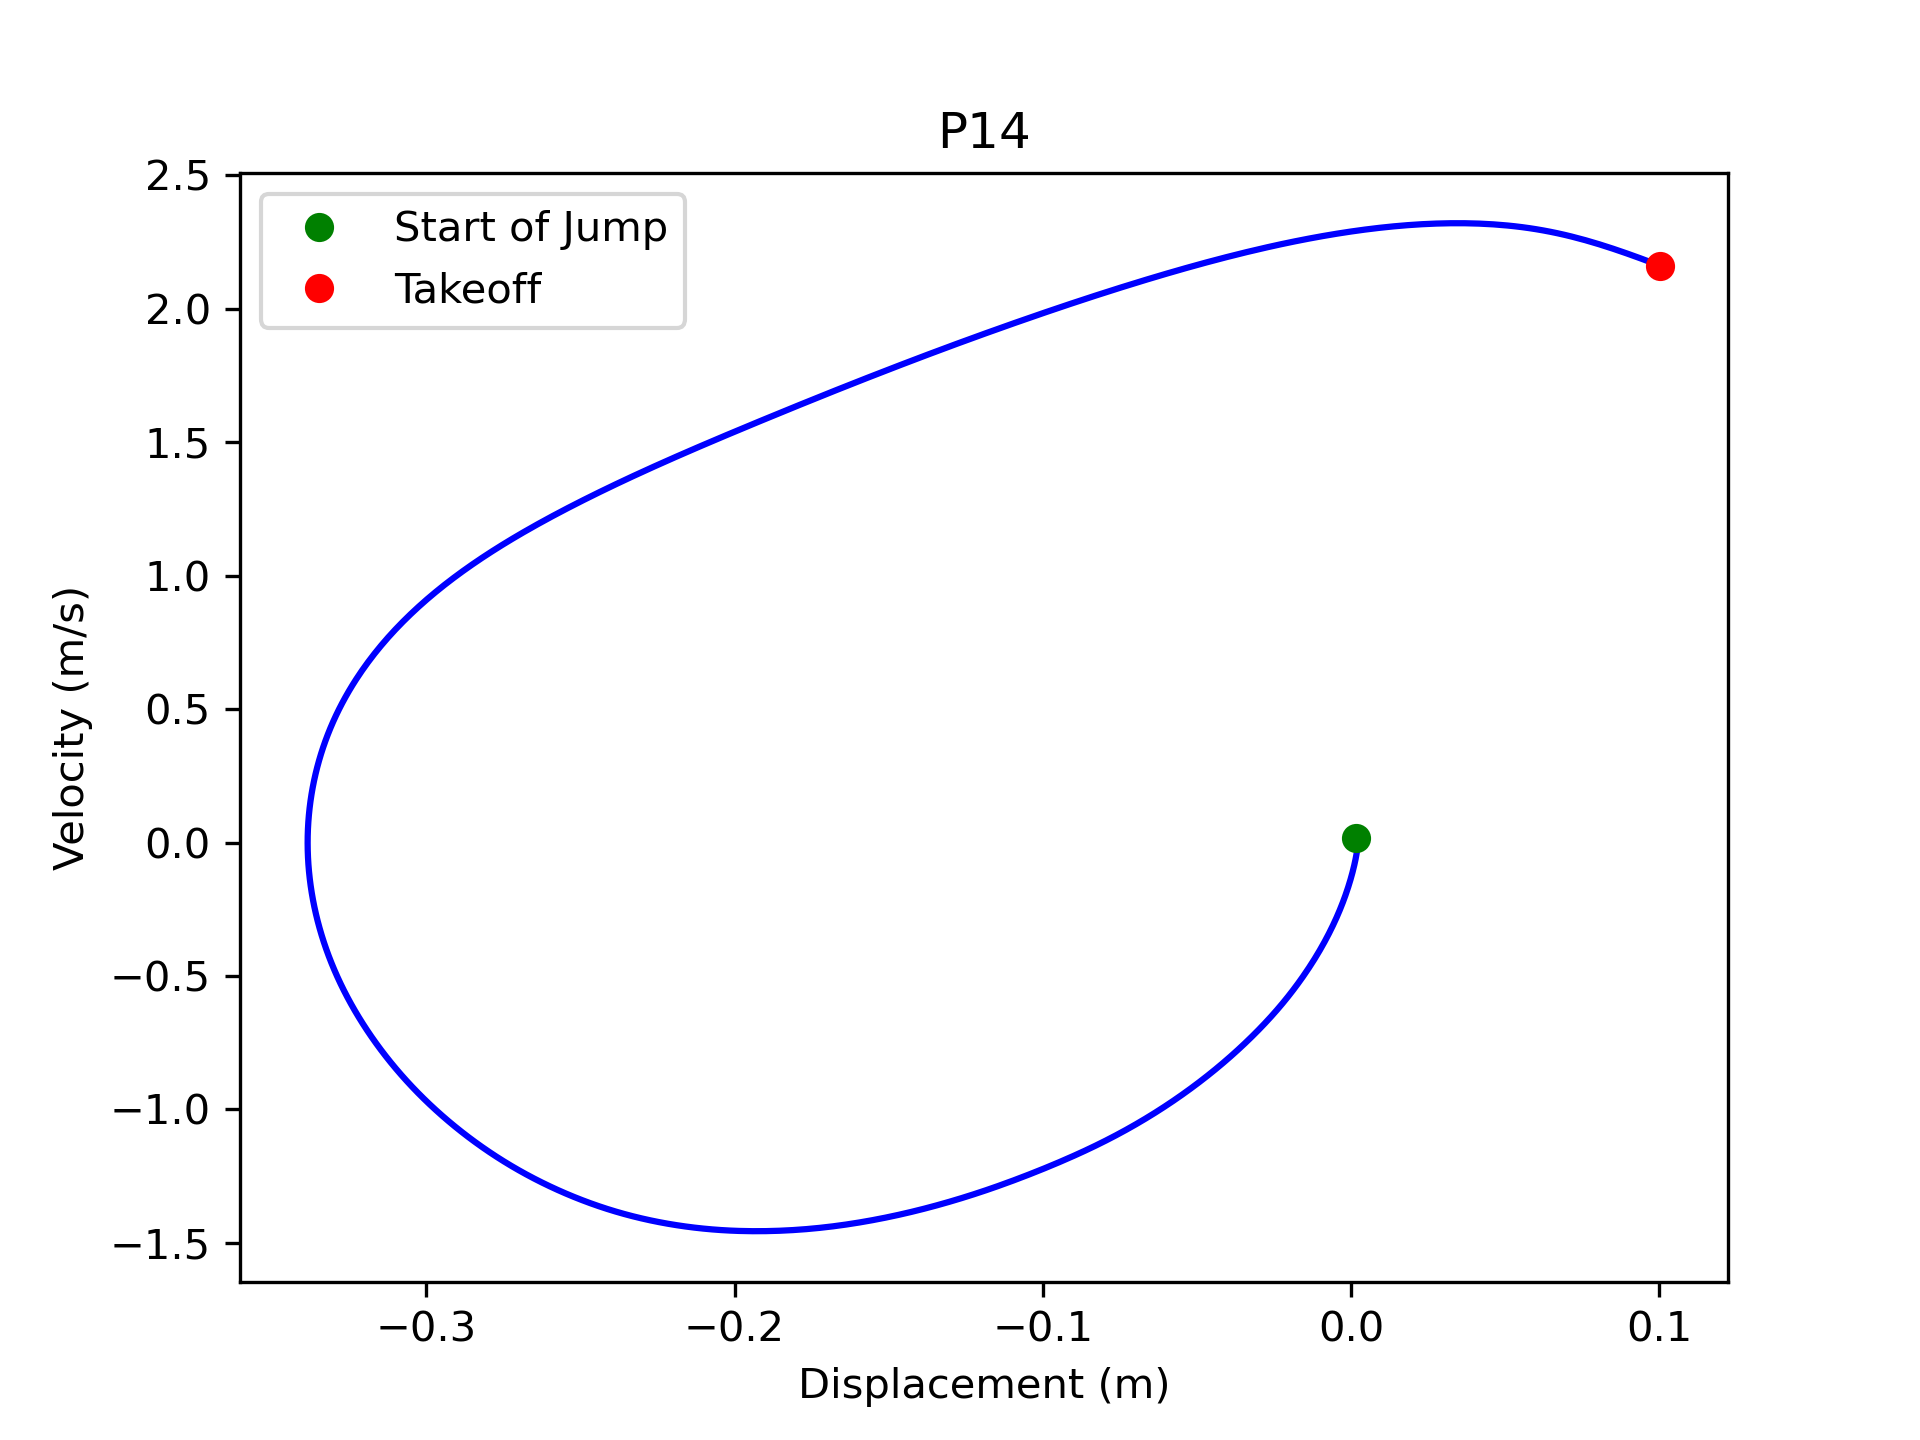 P14
2.5
2.0
1.5
1.0
0.5
0.0
−0.5
−1.0
−1.5
Velocity (m/s)
Start of Jump
Takeoff
−0.3 −0.2 −0.1 0.0 0.1
Displacement (m)